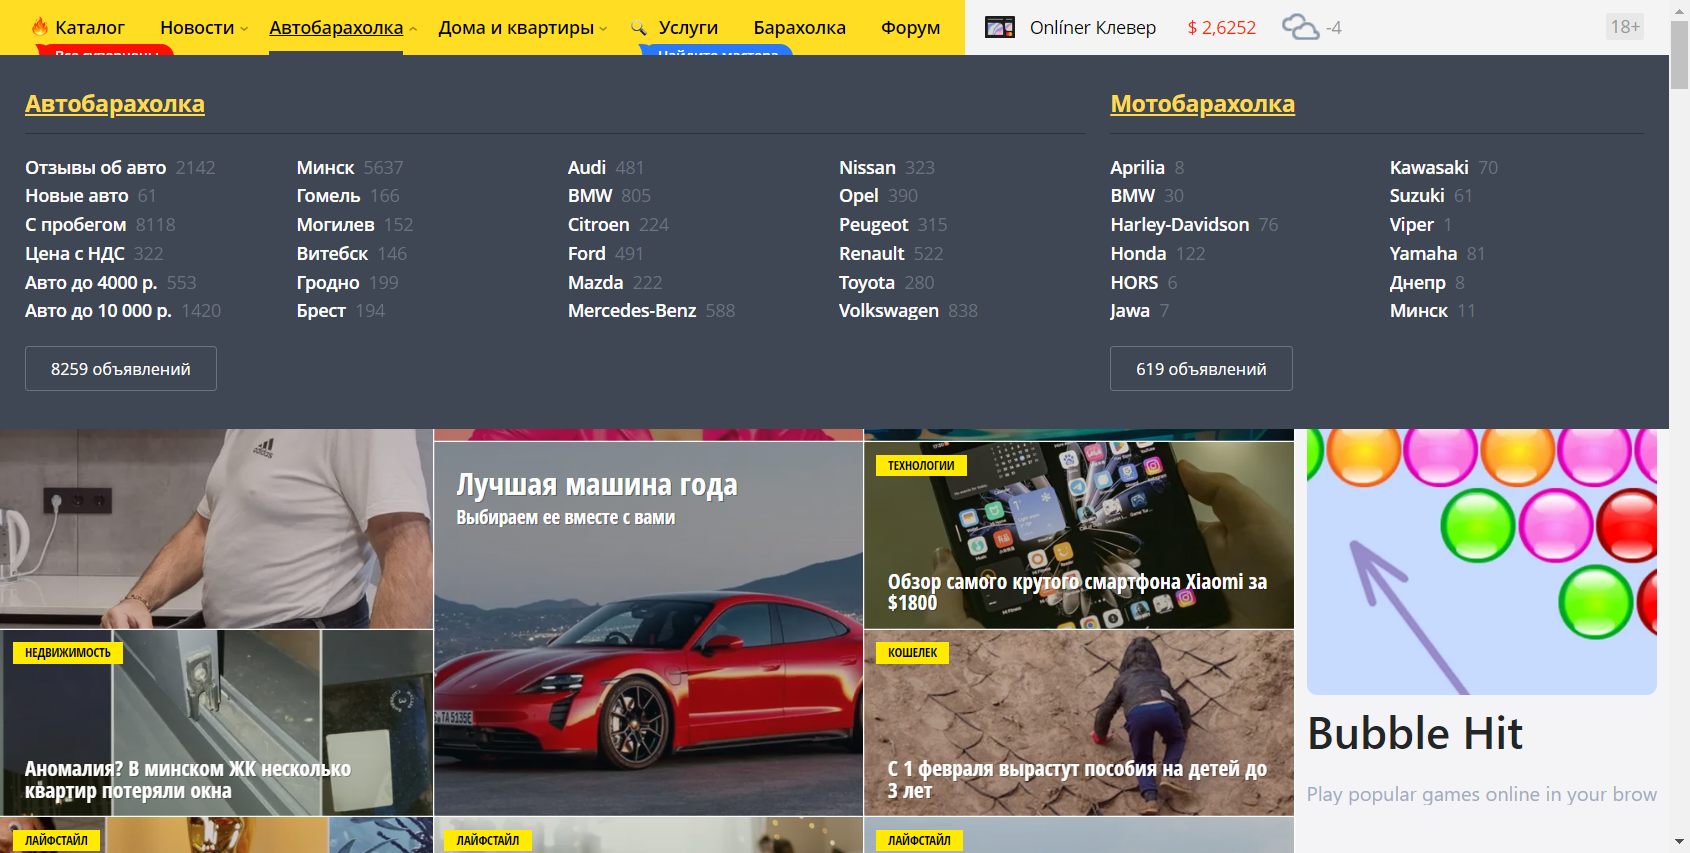 Каталог
Новости
Автобарахолка
Дома и квартиры
Услуги
Барахолка
Форум
Onlíner Клевер
$ 2,6252
-4
18+
Автобарахолка
Отзывы об авто 2142
Новые авто 61
С пробегом 8118
Цена с НДС 322
Авто до 4000 р. 553
Авто до 10 000 р. 1420
Минск 5637
Гомель 166
Могилев 152
Витебск 146
Гродно 199
Брест 194
Audi 481
BMW 805
Citroen 224
Ford 491
Mazda 222
Mercedes-Benz 588
Nissan 323
Opel 390
Peugeot 315
Renault 522
Toyota 280
Volkswagen 838
8259 объявлений
Мотобарахолка
Aprilia 8
BMW 30
Harley-Davidson 76
Honda 122
HORS 6
Jawa 7
Kawasaki 70
Suzuki 61
Viper 1
Yamaha 81
Днепр 8
Минск 11
619 объявлений
adidas
НЕДВИЖИМОСТЬ
Аномалия? В минском ЖК несколько
квартир потеряли окна
ЛАЙФСТАЙЛ
Лучшая машина года
Выбираем ее вместе с вами
ЛАЙФСТАЙЛ
ТЕХНОЛОГИИ
Обзор самого крутого смартфона Xiaomi за
$1800
КОШЕЛЕК
С 1 февраля вырастут пособия на детей до
3 лет
ЛАЙФСТАЙЛ
Bubble Hit
Play popular games online in your brow